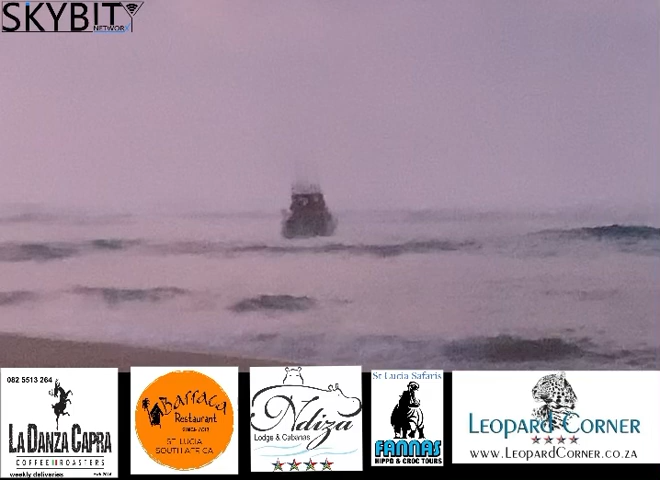 SKYBIT
NETWORX
082 5513 264
LA DANZA CAPRA
COFFEE ROASTERS
weekly deliveries
Barraca
Restaurant
ST. LUCIA
SOUTH AFRICA
Ndiza
Lodge & Cabanas
St Lucia Safaris
FANNAS
HIPPO & CROC TOURS
LEOPARD CORNER
WWW.LEOPARDCORNER.CO.ZA